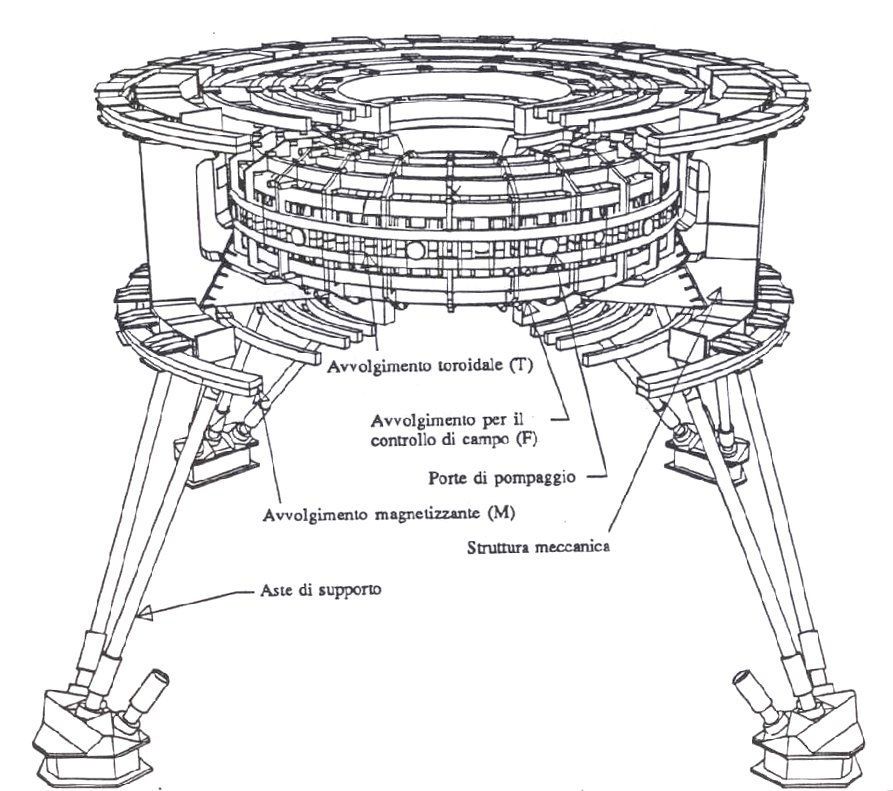 Avvolgimento toroidale (T)
Avvolgimento per il
controllo di campo (F)
Porte di pompaggio
Avvolgimento magnetizzante (M)
Struttura meccanica
Aste di supporto